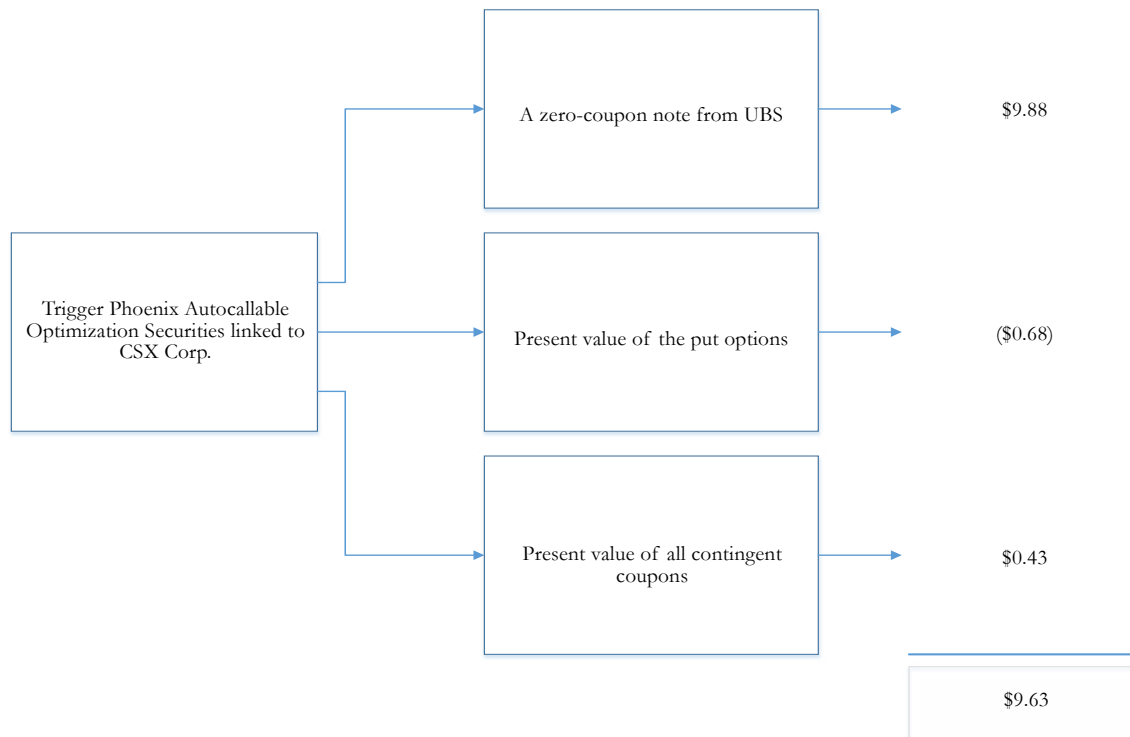 A zero-coupon note from UBS
$9.88
Trigger Phoenix Autocallable
Optimization Securities linked to
CSX Corp.
Present value of the put options
($0.68)
Present value of all contingent
coupons
$0.43
$9.63